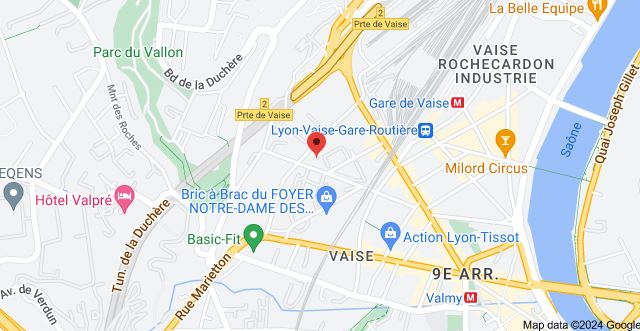 La Belle Equipe
2
Prte de Vaise
Parc du Vallon
VAISE
ROCHECARDON
INDUSTRIE
Bd de la Duchère
Mnt des Roches
Quai Joseph Gillet
2
Prte de Vaise
Gare de Vaise M
Lyon-Vaise-Gare-Routière
Saône
Milord Circus
EQENS
Hôtel Valpré
Bric à Brac du FOYER
NOTRE-DAME DES...
Tun. de la Duchère
Basic-Fit
Action Lyon-Tissot
VAISE
9E ARR.
Rue Marietton
Av. de Verdun
Valmy M
Map data ©2024 Google